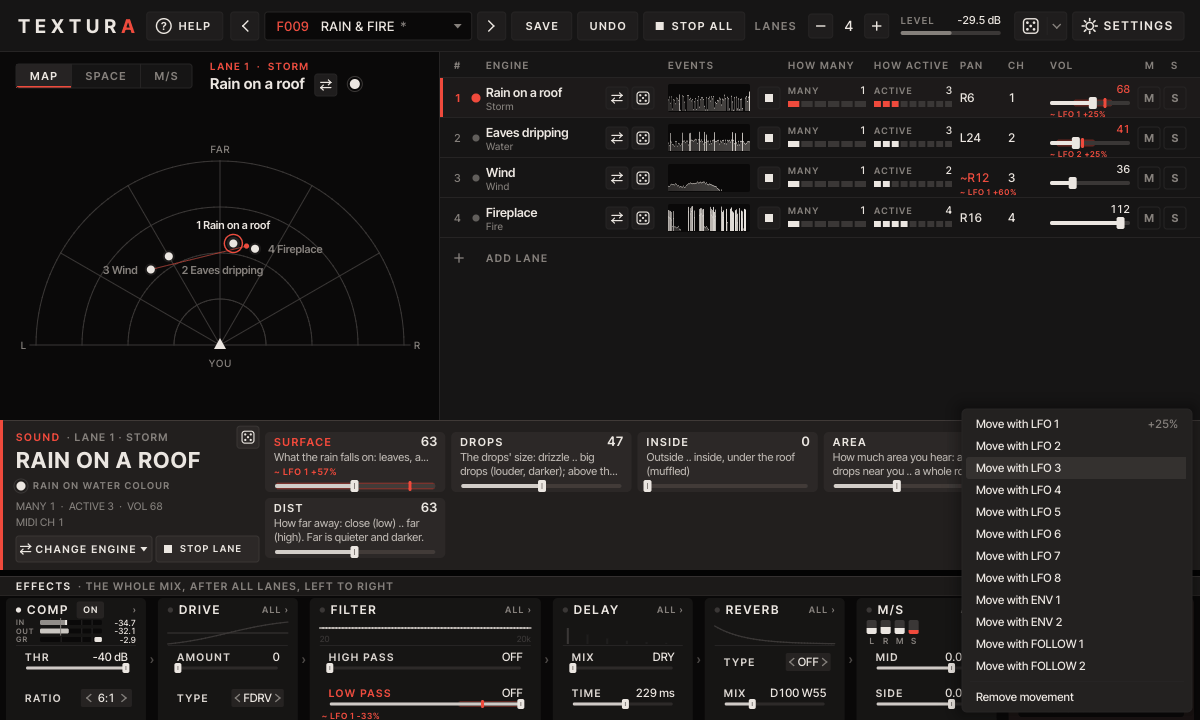 TEXTURA
HELP
F009 RAIN & FIRE *
SAVE
UNDO
STOP ALL
LANES
4
LEVEL -29.5 dB
SETTINGS
MAP
SPACE
M/S
LANE 1 · STORM
Rain on a roof
FAR
1 Rain on a roof
4 Fireplace
3 Wind
2 Eaves dripping
L
R
YOU
# ENGINE EVENTS HOW MANY HOW ACTIVE PAN CH VOL M S
1 Rain on a roof MANY 1 ACTIVE 3 R6 1 68 M S
Storm ~ LFO 1 +25%
2 Eaves dripping MANY 1 ACTIVE 3 L24 2 41 M S
Water ~ LFO 2 +25%
3 Wind MANY 1 ACTIVE 2 ~R12 3 36 M S
Wind ~ LFO 1 +60%
4 Fireplace MANY 1 ACTIVE 4 R16 4 112 M S
Fire
+ ADD LANE
SOUND · LANE 1 · STORM
RAIN ON A ROOF
RAIN ON WATER COLOUR
MANY 1 · ACTIVE 3 · VOL 68
MIDI CH 1
CHANGE ENGINE
STOP LANE
SURFACE 63
What the rain falls on: leaves, a...
~ LFO 1 +57%
DROPS 47
The drops' size: drizzle .. big
drops (louder, darker); above th...
INSIDE 0
Outside .. inside, under the roof
(muffled)
AREA
How much area you hear: a
drops near you .. a whole ro
DIST 63
How far away: close (low) .. far
(high). Far is quieter and darker.
Move with LFO 1 +25%
Move with LFO 2
Move with LFO 3
Move with LFO 4
Move with LFO 5
Move with LFO 6
Move with LFO 7
Move with LFO 8
Move with ENV 1
Move with ENV 2
Move with FOLLOW 1
Move with FOLLOW 2
Remove movement
EFFECTS · THE WHOLE MIX, AFTER ALL LANES, LEFT TO RIGHT
COMP ON ›
IN -34.7
OUT -32.1
GR -2.9
THR -40 dB
RATIO < 6:1 >
DRIVE ALL ›
AMOUNT 0
TYPE < FDRV >
FILTER ALL ›
20 20k
HIGH PASS OFF
LOW PASS OFF
~ LFO 1 -33%
DELAY ALL ›
MIX DRY
TIME 229 ms
REVERB ALL ›
TYPE < OFF >
MIX D100 W55
M/S
L R M S
MID 0.0
SIDE 0.0